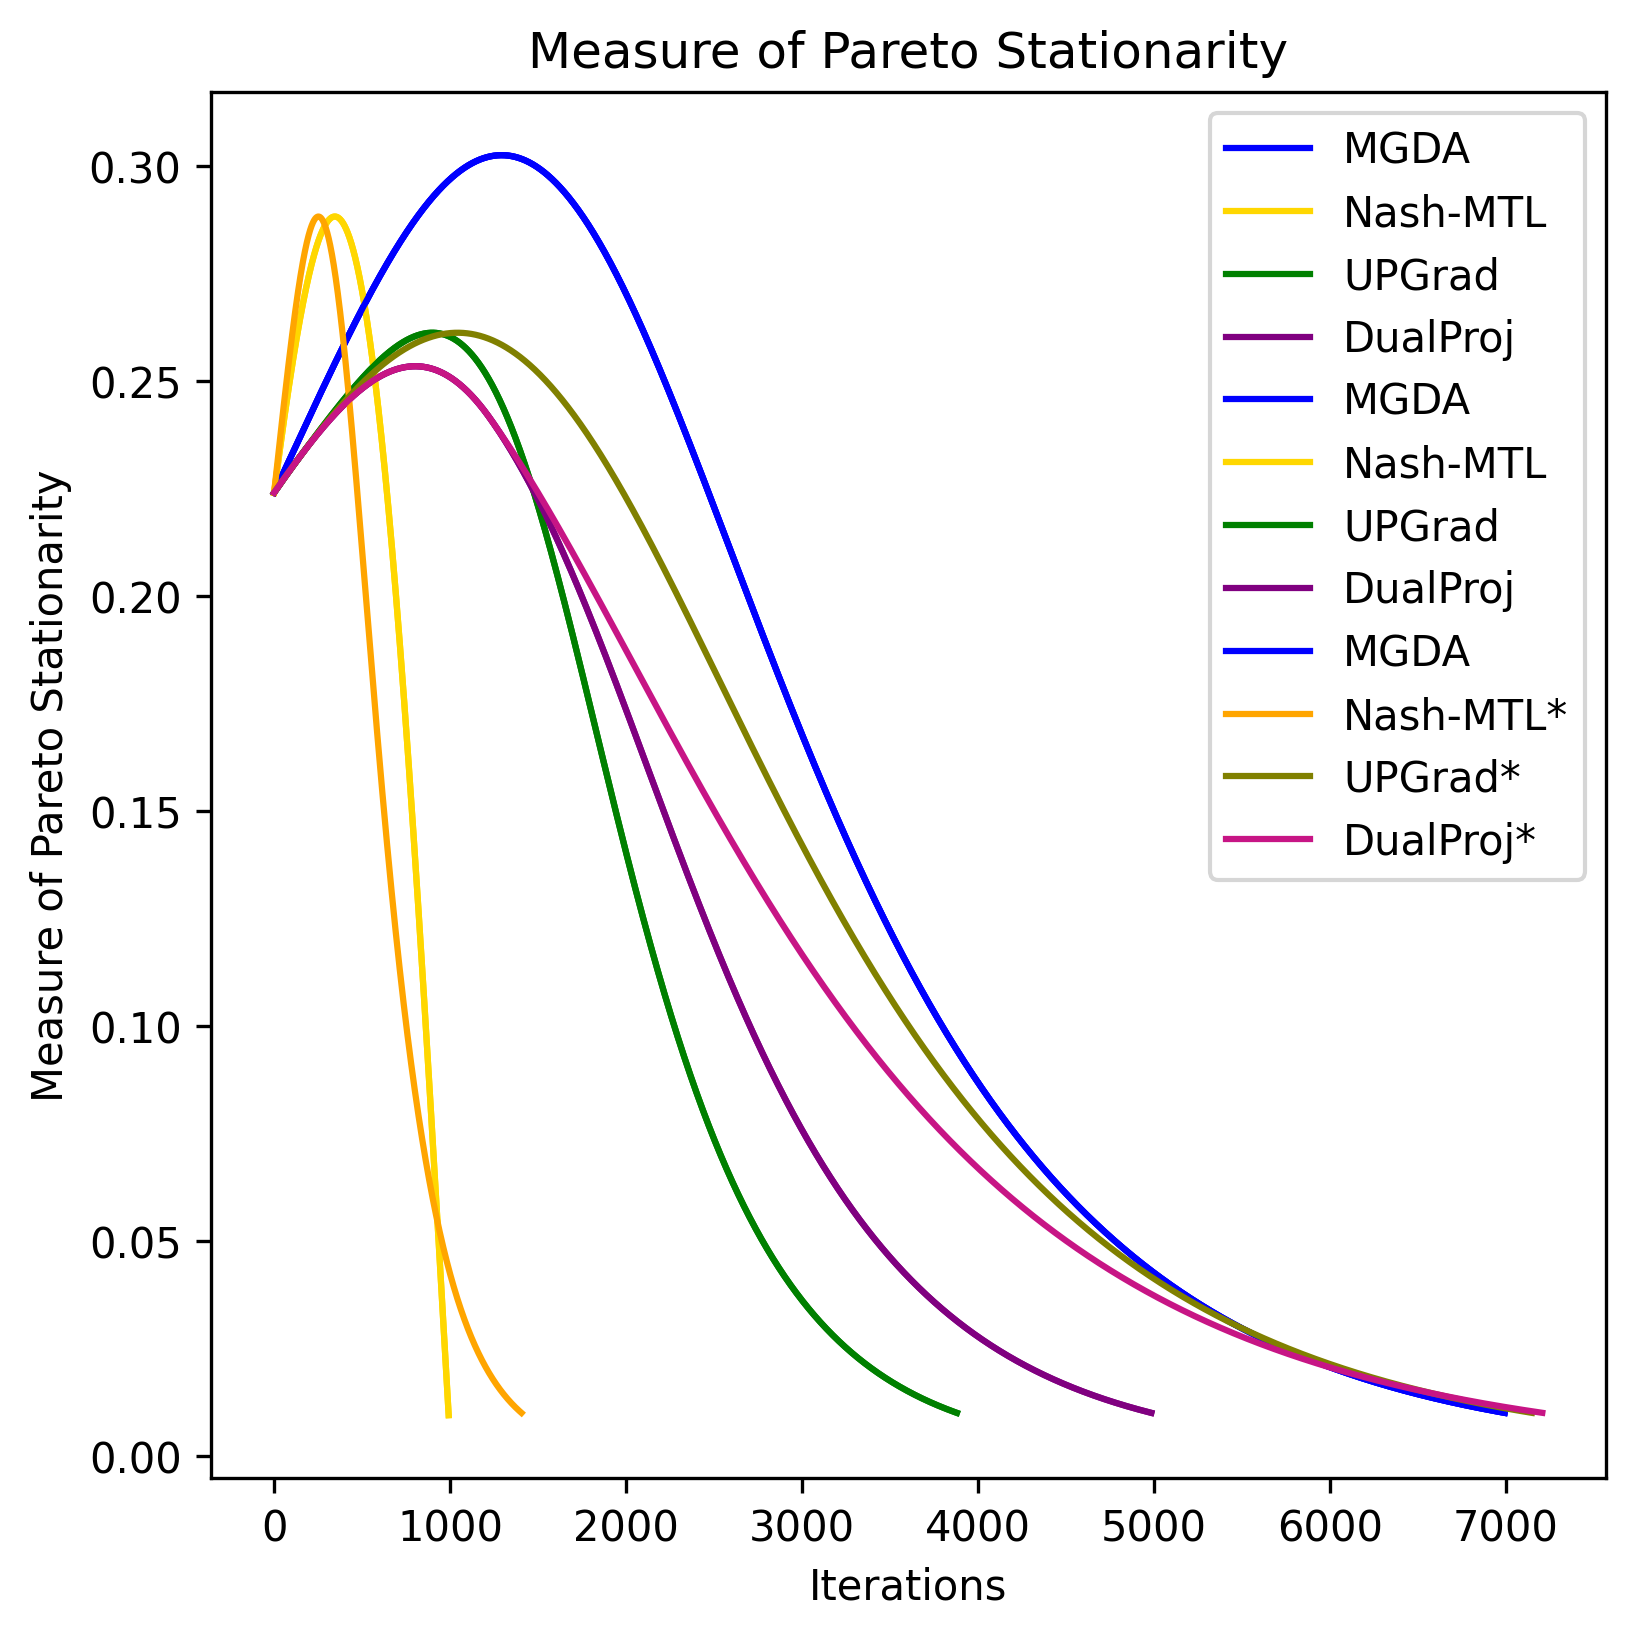 Measure of Pareto Stationarity
MGDA
Nash-MTL
UPGrad
DualProj
MGDA
Nash-MTL
UPGrad
DualProj
MGDA
Nash-MTL*
UPGrad*
DualProj*
Measure of Pareto Stationarity
0.30
0.25
0.20
0.15
0.10
0.05
0.00
0 1000 2000 3000 4000 5000 6000 7000
Iterations